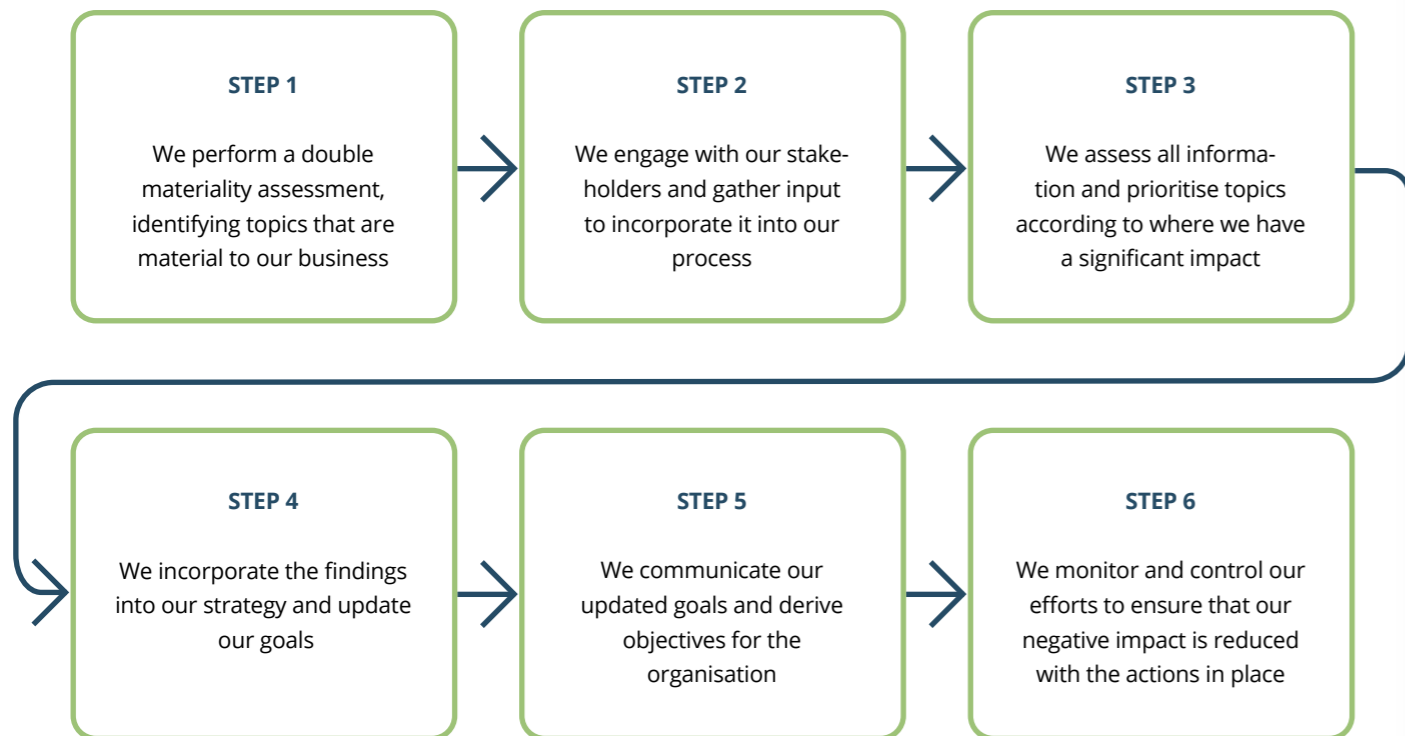 STEP 1
We perform a double
materiality assessment,
identifying topics that are
material to our business
STEP 2
We engage with our stake-
holders and gather input
to incorporate it into our
process
STEP 3
We assess all informa-
tion and prioritise topics
according to where we have
a significant impact
STEP 4
We incorporate the findings
into our strategy and update
our goals
STEP 5
We communicate our
updated goals and derive
objectives for the
organisation
STEP 6
We monitor and control our
efforts to ensure that our
negative impact is reduced
with the actions in place